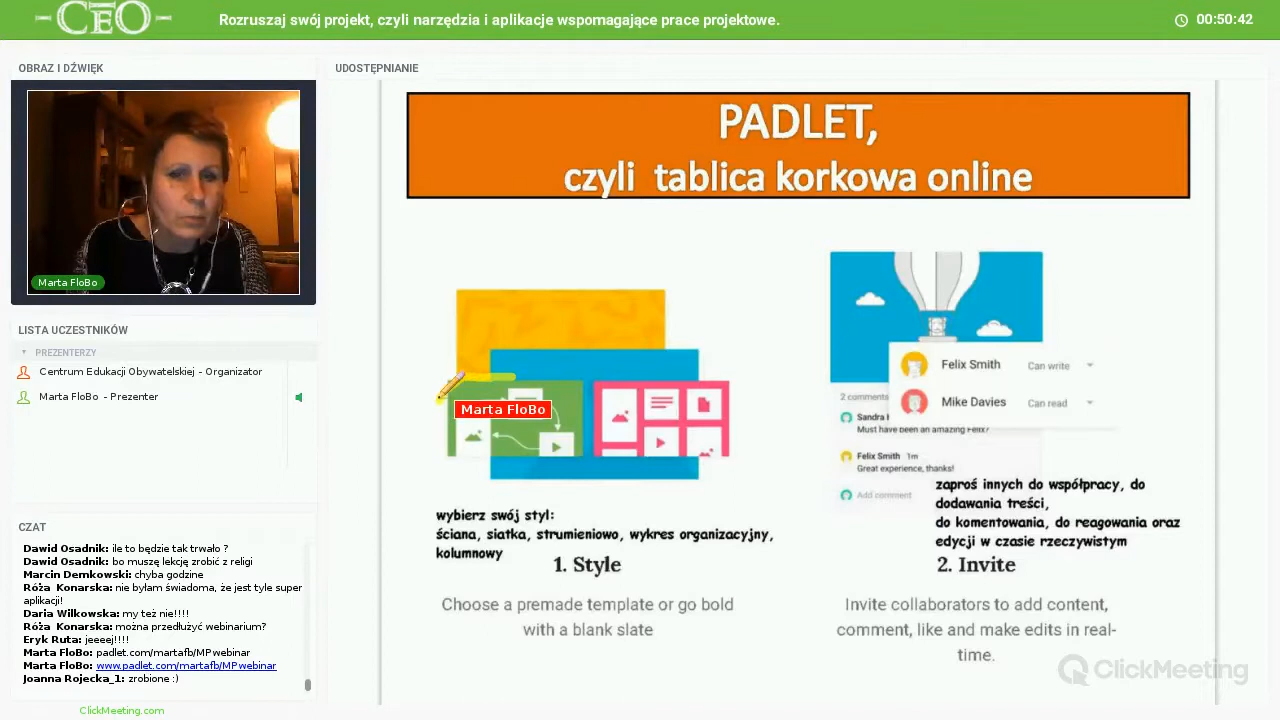 CEO
Rozruszaj swój projekt, czyli narzędzia i aplikacje wspomagające prace projektowe.
00:50:42
OBRAZ I DŹWIĘK
Marta FloBo
LISTA UCZESTNIKÓW
PREZENTERZY
Centrum Edukacji Obywatelskiej - Organizator
Marta FloBo - Prezenter
CZAT
Dawid Osadnik: ile to będzie tak trwało ?
Dawid Osadnik: bo muszę lekcję zrobić z religi
Marcin Demkowski: chyba godzine
Róża Konarska: nie byłam świadoma, że jest tyle super
aplikacji!
Daria Wilkowska: my też nie!!!!
Róża Konarska: można przedłużyć webinarium?
Eryk Ruta: jeeeej!!!!
Marta FloBo: padlet.com/martafb/MPwebinar
Marta FloBo: www.padlet.com/martafb/MPwebinar
Joanna Rojecka_1: zrobione :)
ClickMeeting.com
UDOSTĘPNIANIE
PADLET,
czyli tablica korkowa online
Marta FloBo
wybierz swój styl:
ściana, siatka, strumieniowo, wykres organizacyjny,
kolumnowy
1. Style
Choose a premade template or go bold
with a blank slate
Felix Smith Can write
Mike Davies Can read
2 comments
Sandra
Must have been an amazing Felix?
Felix Smith 1m
Great experience, thanks!
Add comment
zaproś innych do współpracy, do
dodawania treści,
do komentowania, do reagowania oraz
edycji w czasie rzeczywistym
2. Invite
Invite collaborators to add content,
comment, like and make edits in real-
time.
ClickMeeting